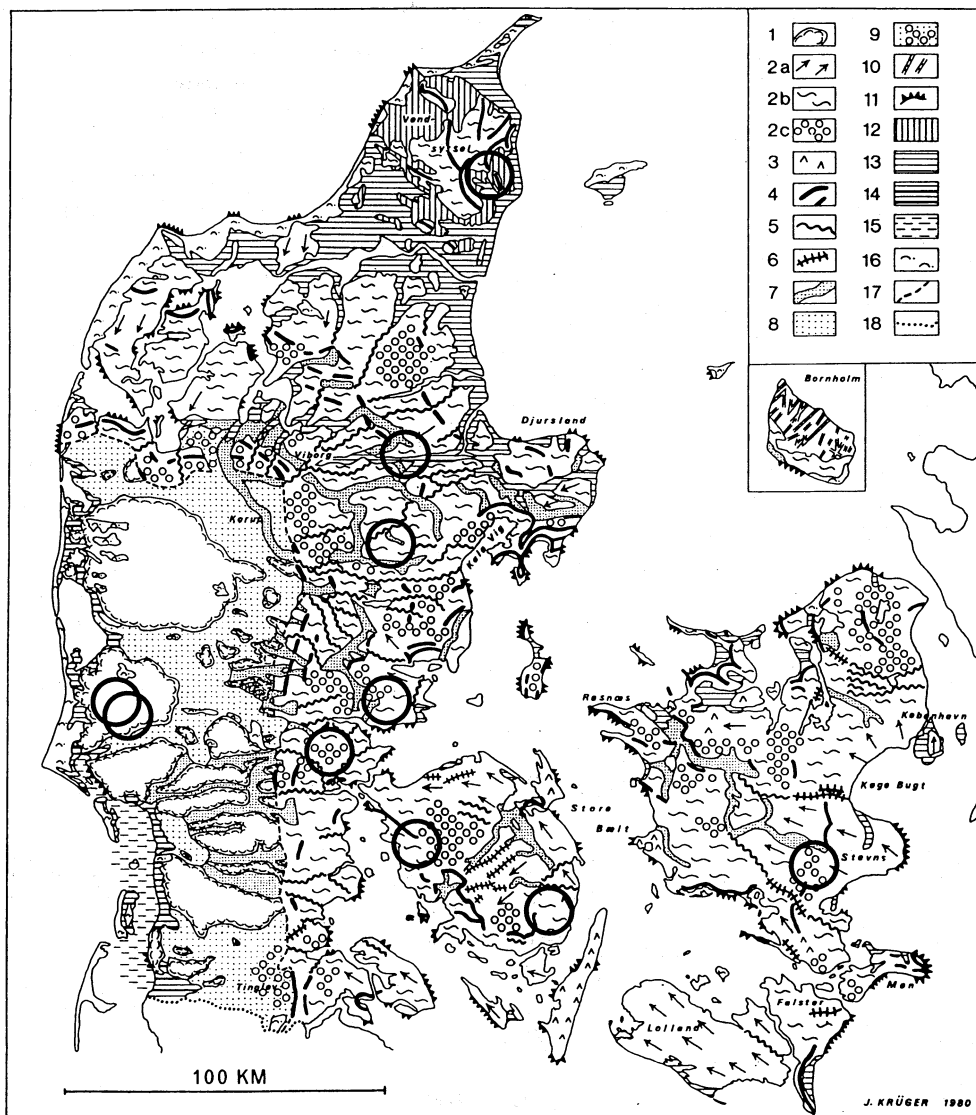 1
9
2a
10
2b
11
2c
12
3
13
4
14
5
15
6
16
7
17
8
18
Vend-
syssel
Bornholm
Djursland
Viborg
Karup
Kalø Vig
Røsnæs
København
Køge Bugt
Store
Bælt
Stevns
Møn
Falster
Lolland
Tinglev
100 KM
J. KRÜGER 1980